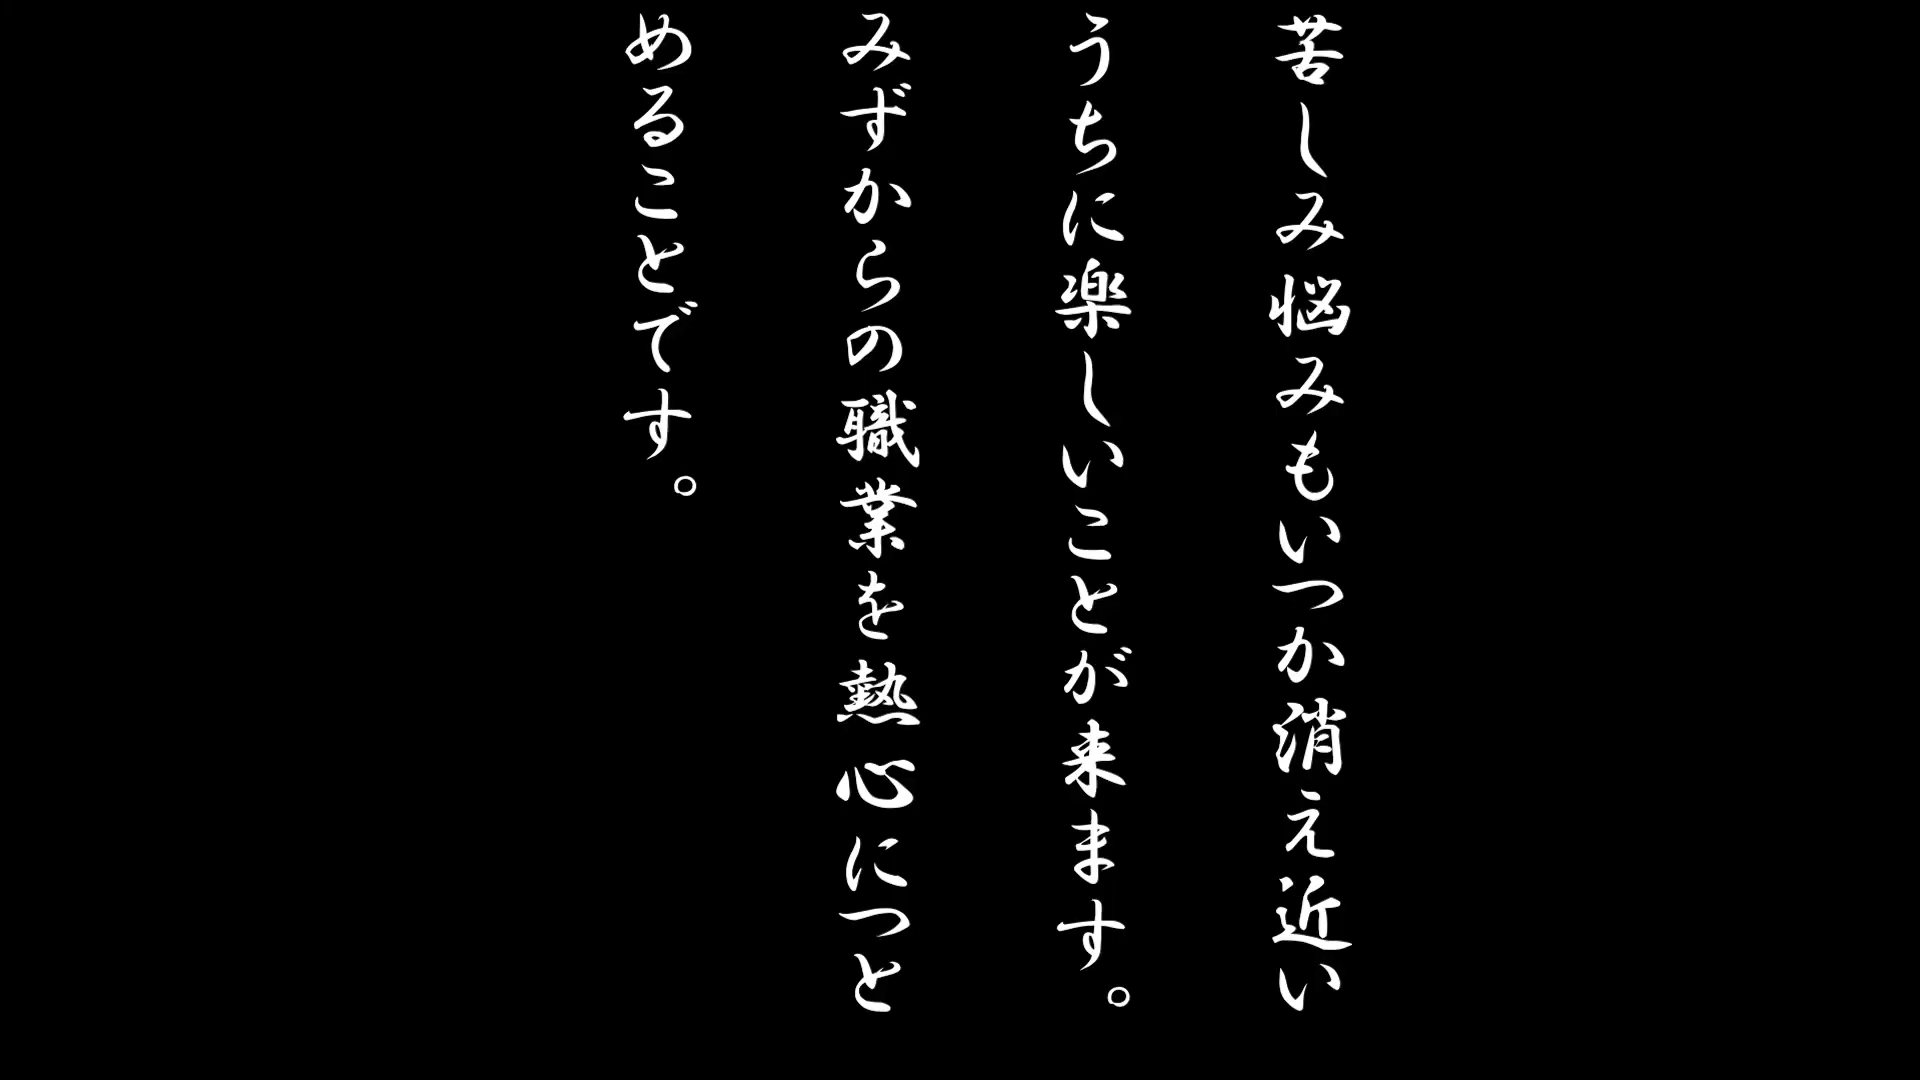 苦しみ悩みもいつか消え近い
うちに楽しいことが来ます。
みずからの職業を熱心につと
めることです。